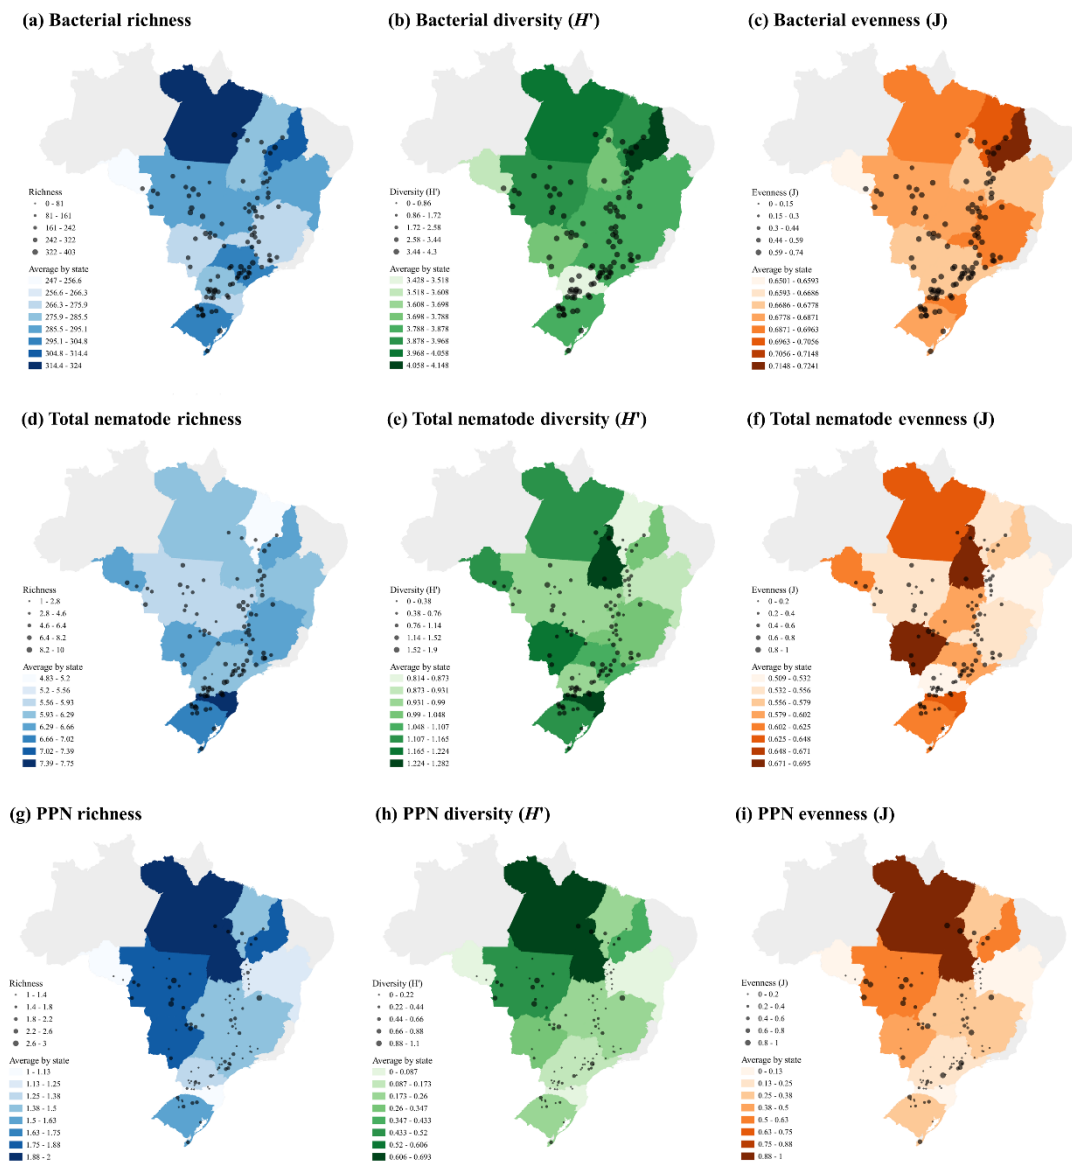 (a) Bacterial richness
Richness
0 - 81
81 - 161
161 - 242
242 - 322
322 - 403
Average by state
247 - 256.6
256.6 - 266.3
266.3 - 275.9
275.9 - 285.5
285.5 - 295.1
295.1 - 304.8
304.8 - 314.4
314.4 - 324
(b) Bacterial diversity (H')
Diversity (H')
0 - 0.86
0.86 - 1.72
1.72 - 2.58
2.58 - 3.44
3.44 - 4.3
Average by state
3.428 - 3.518
3.518 - 3.608
3.608 - 3.698
3.698 - 3.788
3.788 - 3.878
3.878 - 3.968
3.968 - 4.058
4.058 - 4.148
(c) Bacterial evenness (J)
Evenness (J)
0 - 0.15
0.15 - 0.3
0.3 - 0.44
0.44 - 0.59
0.59 - 0.74
Average by state
0.6501 - 0.6593
0.6593 - 0.6686
0.6686 - 0.6778
0.6778 - 0.6871
0.6871 - 0.6963
0.6963 - 0.7056
0.7056 - 0.7148
0.7148 - 0.7241
(d) Total nematode richness
Richness
1 - 2.8
2.8 - 4.6
4.6 - 6.4
6.4 - 8.2
8.2 - 10
Average by state
4.83 - 5.2
5.2 - 5.56
5.56 - 5.93
5.93 - 6.29
6.29 - 6.66
6.66 - 7.02
7.02 - 7.39
7.39 - 7.75
(e) Total nematode diversity (H')
Diversity (H')
0 - 0.38
0.38 - 0.76
0.76 - 1.14
1.14 - 1.52
1.52 - 1.9
Average by state
0.814 - 0.873
0.873 - 0.931
0.931 - 0.99
0.99 - 1.048
1.048 - 1.107
1.107 - 1.165
1.165 - 1.224
1.224 - 1.282
(f) Total nematode evenness (J)
Evenness (J)
0 - 0.2
0.2 - 0.4
0.4 - 0.6
0.6 - 0.8
0.8 - 1
Average by state
0.509 - 0.532
0.532 - 0.556
0.556 - 0.579
0.579 - 0.602
0.602 - 0.625
0.625 - 0.648
0.648 - 0.671
0.671 - 0.695
(g) PPN richness
Richness
1 - 1.4
1.4 - 1.8
1.8 - 2.2
2.2 - 2.6
2.6 - 3
Average by state
1 - 1.13
1.13 - 1.25
1.25 - 1.38
1.38 - 1.5
1.5 - 1.63
1.63 - 1.75
1.75 - 1.88
1.88 - 2
(h) PPN diversity (H')
Diversity (H')
0 - 0.22
0.22 - 0.44
0.44 - 0.66
0.66 - 0.88
0.88 - 1.1
Average by state
0 - 0.087
0.087 - 0.173
0.173 - 0.26
0.26 - 0.347
0.347 - 0.433
0.433 - 0.52
0.52 - 0.606
0.606 - 0.693
(i) PPN evenness (J)
Evenness (J)
0 - 0.2
0.2 - 0.4
0.4 - 0.6
0.6 - 0.8
0.8 - 1
Average by state
0 - 0.13
0.13 - 0.25
0.25 - 0.38
0.38 - 0.5
0.5 - 0.63
0.63 - 0.75
0.75 - 0.88
0.88 - 1